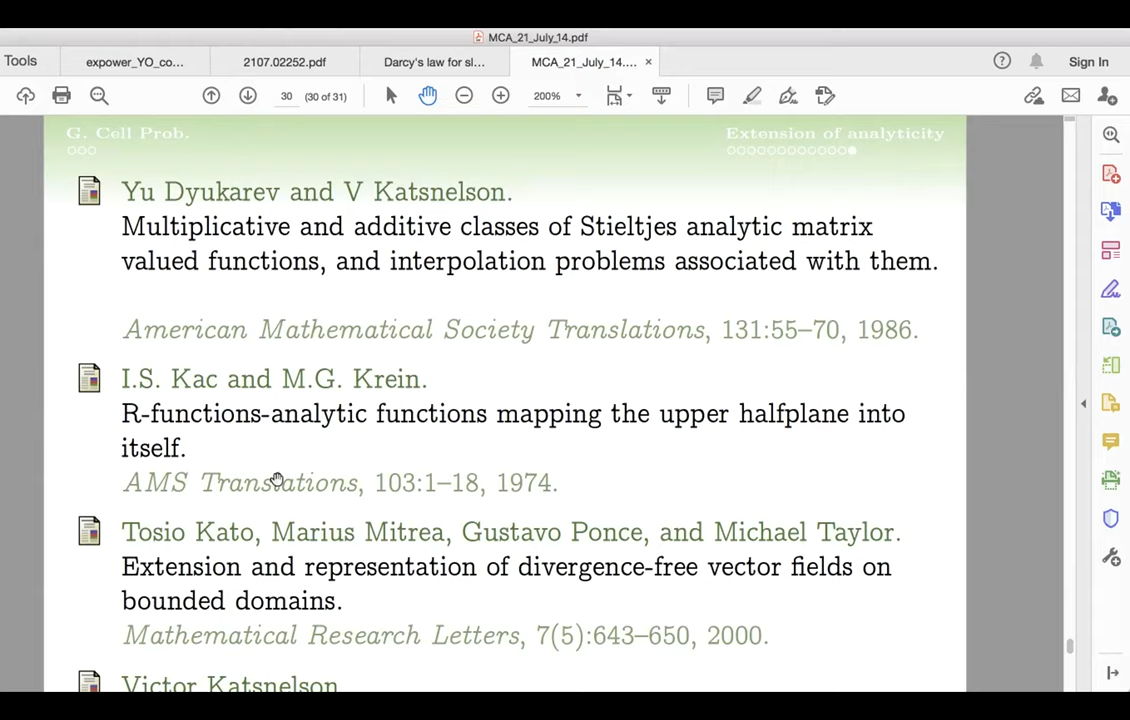 MCA_21_July_14.pdf
Tools
expower_YO_co...
2107.02252.pdf
Darcy's law for sl...
MCA_21_July_14....
Sign In
30
(30 of 31)
200%
G. Cell Prob.
Extension of analyticity
Yu Dyukarev and V Katsnelson.
Multiplicative and additive classes of Stieltjes analytic matrix
valued functions, and interpolation problems associated with them.
American Mathematical Society Translations, 131:55–70, 1986.
I.S. Kac and M.G. Krein.
R-functions-analytic functions mapping the upper halfplane into
itself.
AMS Translations, 103:1–18, 1974.
Tosio Kato, Marius Mitrea, Gustavo Ponce, and Michael Taylor.
Extension and representation of divergence-free vector fields on
bounded domains.
Mathematical Research Letters, 7(5):643–650, 2000.
Victor Katsnelson